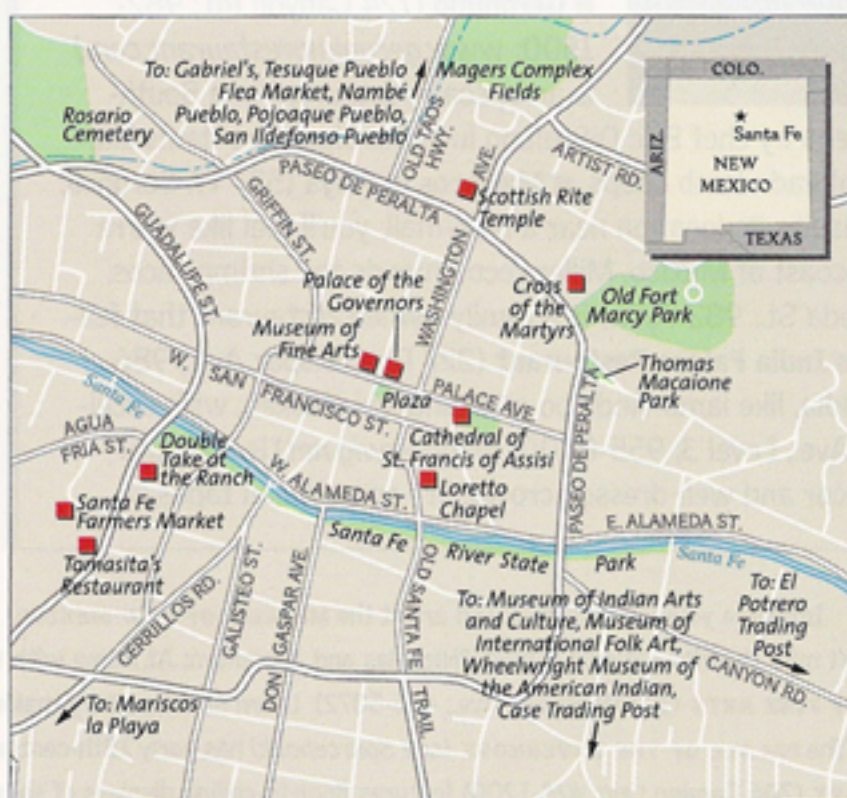 To: Gabriel's, Tesuque Pueblo
Flea Market, Nambé
Pueblo, Pojoaque Pueblo,
San Ildefonso Pueblo
OLD TAOS
HWY.
Magers Complex
Fields
Rosario
Cemetery
COLO.
ARIZ.
Santa Fe
NEW
MEXICO
TEXAS
ARTIST RD.
PASEO DE PERALTA
WASHINGTON AVE.
Scottish Rite
Temple
GRIFFIN ST.
GUADALUPE ST.
Palace of the
Governors
Museum of
Fine Arts
Cross
of the
Martyrs
Old Fort
Marcy Park
Thomas
Macaione
Park
W. SAN FRANCISCO ST.
Plaza
PALACE AVE
Cathedral of
St. Francis of Assisi
PASEO DE PERALTA
Santa Fe
AGUA
FRIA ST.
Double
Take at
the Ranch
W. ALAMEDA ST.
Loretto
Chapel
Santa Fe
Farmers Market
Tomasita's
Restaurant
Santa Fe River State Park
E. ALAMEDA ST.
Santa Fe
CERRILLOS RD.
GALISTEO ST.
DON GASPAR AVE.
OLD SANTA FE TRAIL
To: Museum of Indian Arts
and Culture, Museum of
International Folk Art,
Wheelwright Museum of
the American Indian,
Case Trading Post
To: El
Potrero
Trading
Post
CANYON RD.
To: Mariscos
la Playa